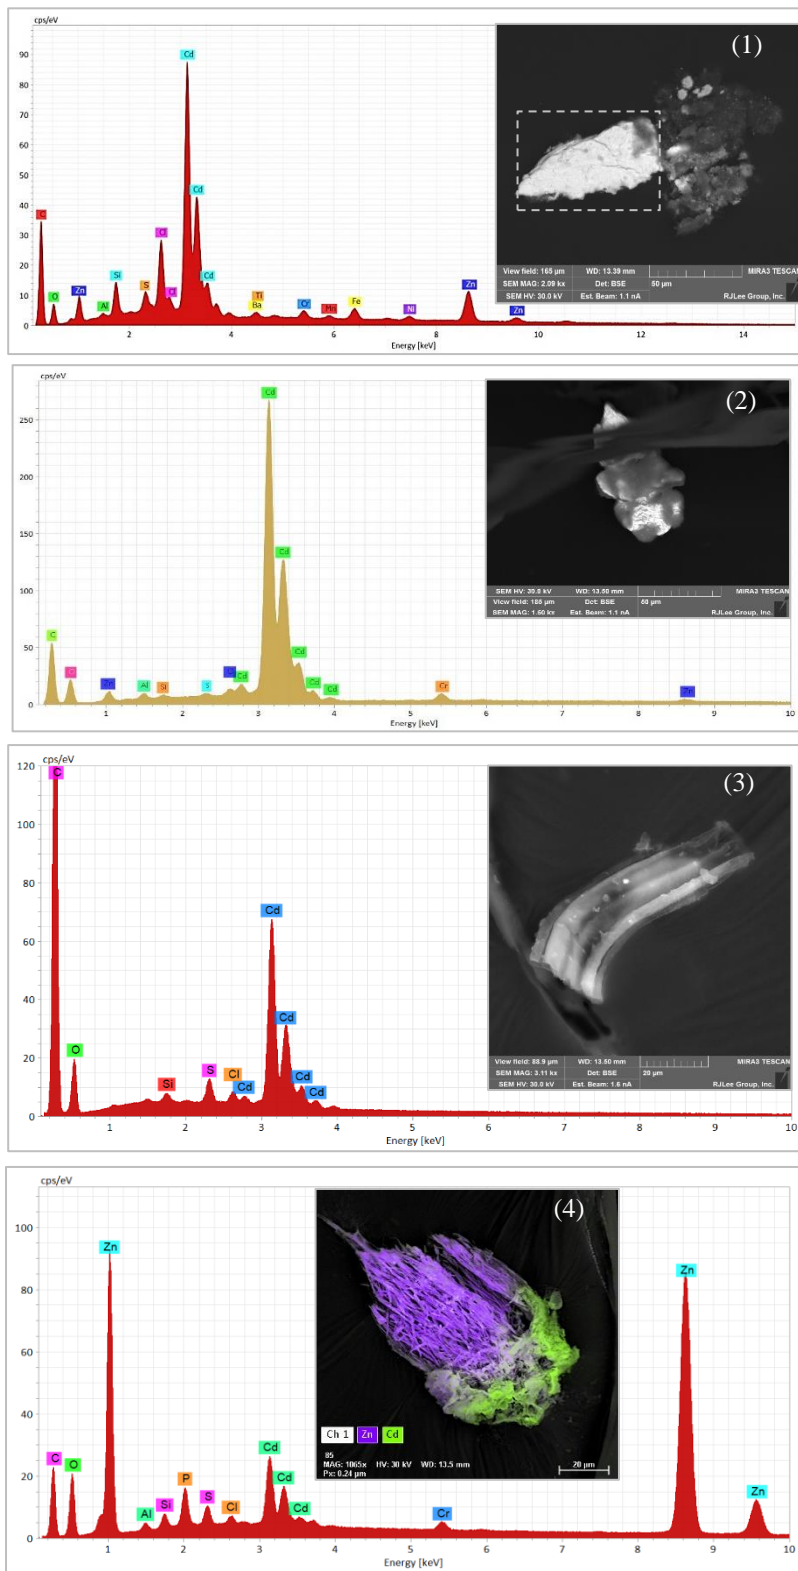 cps/eV
(1)
90
80
70
60
50
40
30
20
10
0
C
O
Zn
Al
Si
S
Cl
Cd
Cd
Cd
Ti
Ba
Cr
Mn
Fe
Ni
Zn
Zn
2 4 6 8 10 12 14
Energy [keV]
View field: 165 µm WD: 13.39 mm MIRA3 TESCAN
SEM MAG: 2.09 kx Det: BSE 50 µm
SEM HV: 30.0 kV Est. Beam: 1.1 nA RJLee Group, Inc.
cps/eV
(2)
250
200
150
100
50
0
C
Zn
Al
Si
S
Cd
Cd
Cd
Cd
Cd
Cd
Cr
Zn
0 1 2 3 4 5 6 7 8 9 10
Energy [keV]
SEM HV: 30.0 kV WD: 13.50 mm MIRA3 TESCAN
View field: 185 µm Det: BSE 50 µm
SEM MAG: 1.50 kx Est. Beam: 1.1 nA RJLee Group, Inc.
cps/eV
(3)
120
100
80
60
40
20
0
C
O
Si
S
Cl
Cd
Cd
Cd
Cd
Cd
1 2 3 4 5 6 7 8 9 10
Energy [keV]
View field: 88.9 µm WD: 13.50 mm MIRA3 TESCAN
SEM MAG: 3.11 kx Det: BSE 20 µm
SEM HV: 30.0 kV Est. Beam: 1.6 nA RJLee Group, Inc.
cps/eV
(4)
100
80
60
40
20
0
C
O
Zn
Al
Si
P
S
Cl
Cd
Cd
Cd
Cr
Zn
Zn
Ch 1 Zn Cd
85
MAG: 1065x HV: 30 kV WD: 13.5 mm
Px: 0.24 µm
20 µm
1 2 3 4 5 6 7 8 9 10
Energy [keV]